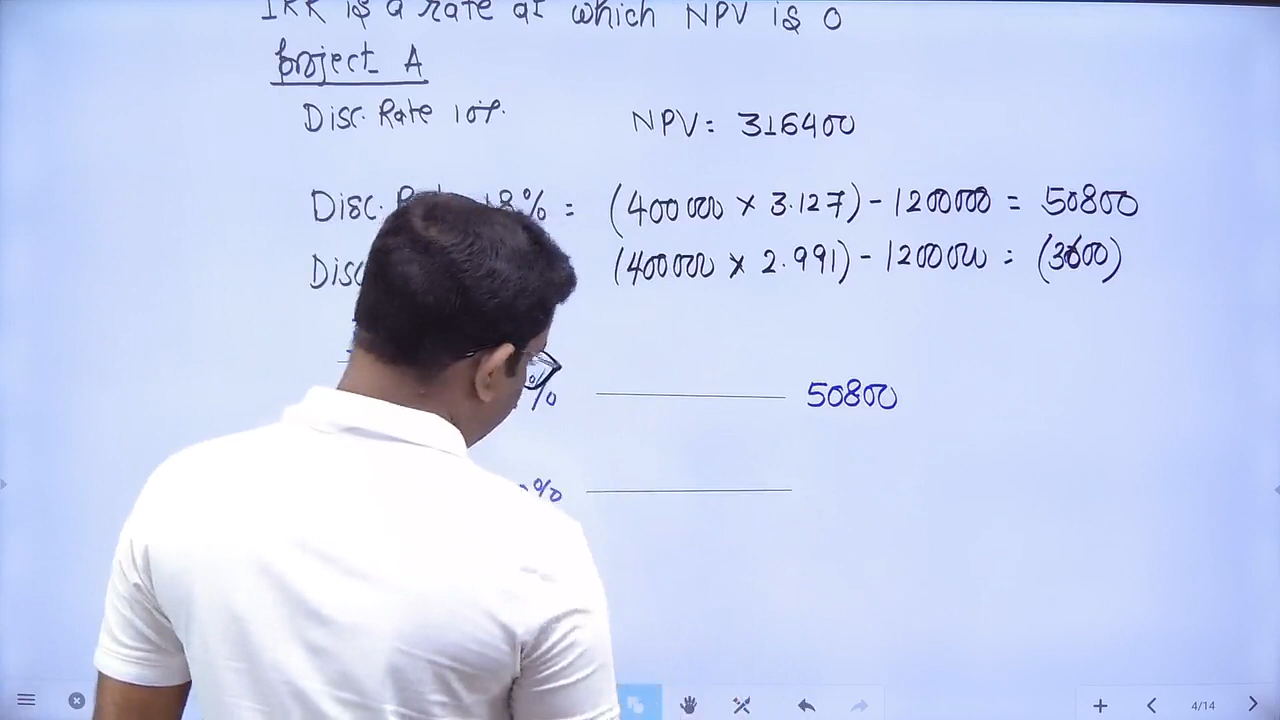 IRR is a rate at which NPV is 0
Project A
Disc. Rate 10%. NPV: 316400
Disc. 18% = (400000 × 3.127) - 1200000 = 50800
Disc (400000 × 2.991) - 1200000 : (3600)
% 50800
%
4/14